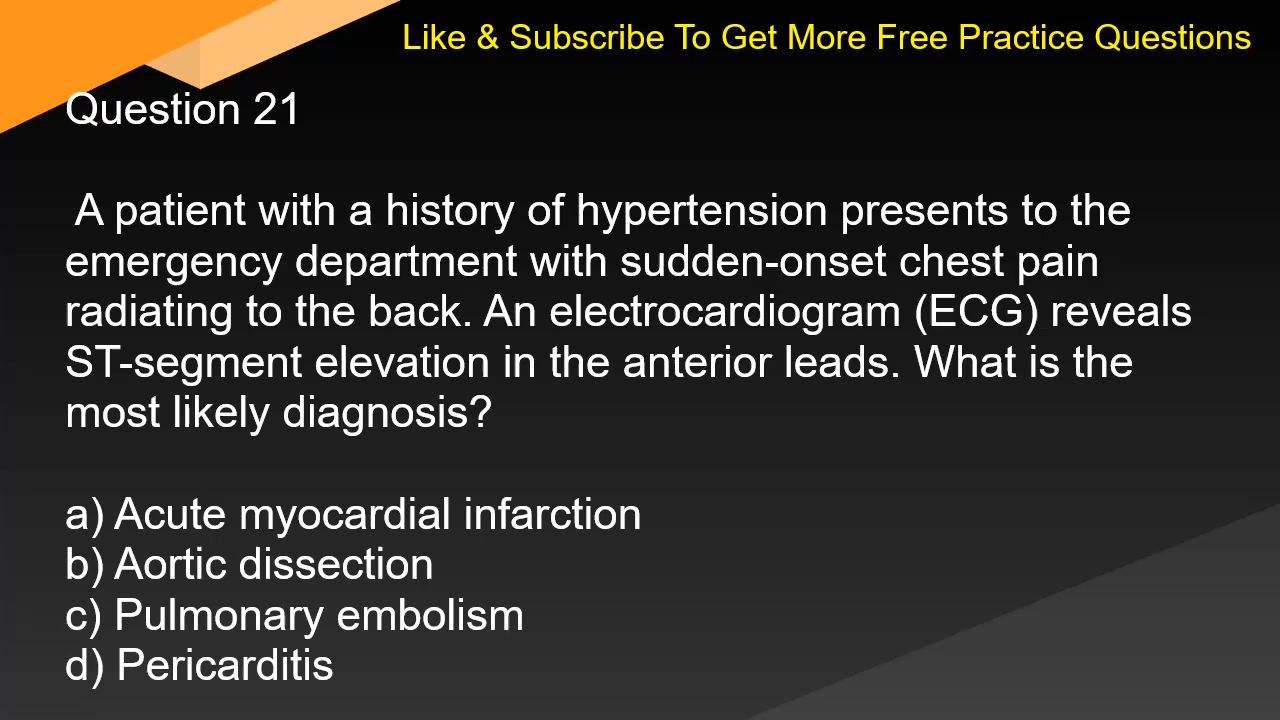 Like & Subscribe To Get More Free Practice Questions
Question 21
A patient with a history of hypertension presents to the
emergency department with sudden-onset chest pain
radiating to the back. An electrocardiogram (ECG) reveals
ST-segment elevation in the anterior leads. What is the
most likely diagnosis?
a) Acute myocardial infarction
b) Aortic dissection
c) Pulmonary embolism
d) Pericarditis